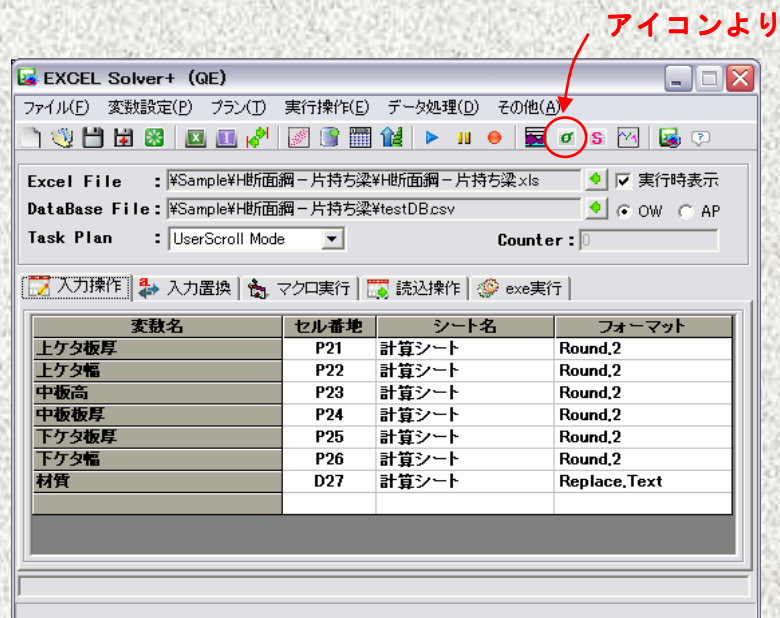 アイコンより
EXCEL Solver+ (QE)
ファイル(F) 変数設定(P) プラン(T) 実行操作(E) データ処理(D) その他(A)
σ S
Excel File : ¥Sample¥H断面鋼－片持ち梁¥H断面鋼－片持ち梁.xls 実行時表示
DataBase File : ¥Sample¥H断面鋼－片持ち梁¥testDB.csv OW AP
Task Plan : UserScroll Mode Counter : 0
入力操作 入力置換 マクロ実行 読込操作 exe実行
変数名 セル番地 シート名 フォーマット
上ケタ板厚 P21 計算シート Round,2
上ケタ幅 P22 計算シート Round,2
中板高 P23 計算シート Round,2
中板板厚 P24 計算シート Round,2
下ケタ板厚 P25 計算シート Round,2
下ケタ幅 P26 計算シート Round,2
材質 D27 計算シート Replace,Text